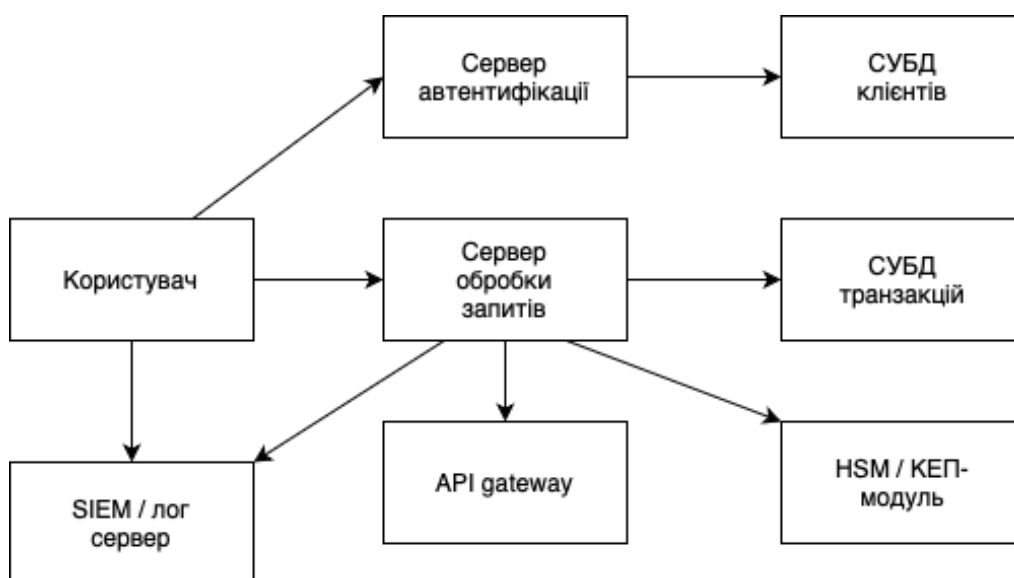 Сервер
автентифікації
СУБД
клієнтів
Користувач
Сервер
обробки
запитів
СУБД
транзакцій
SIEM / лог
сервер
API gateway
HSM / КЕП-
модуль